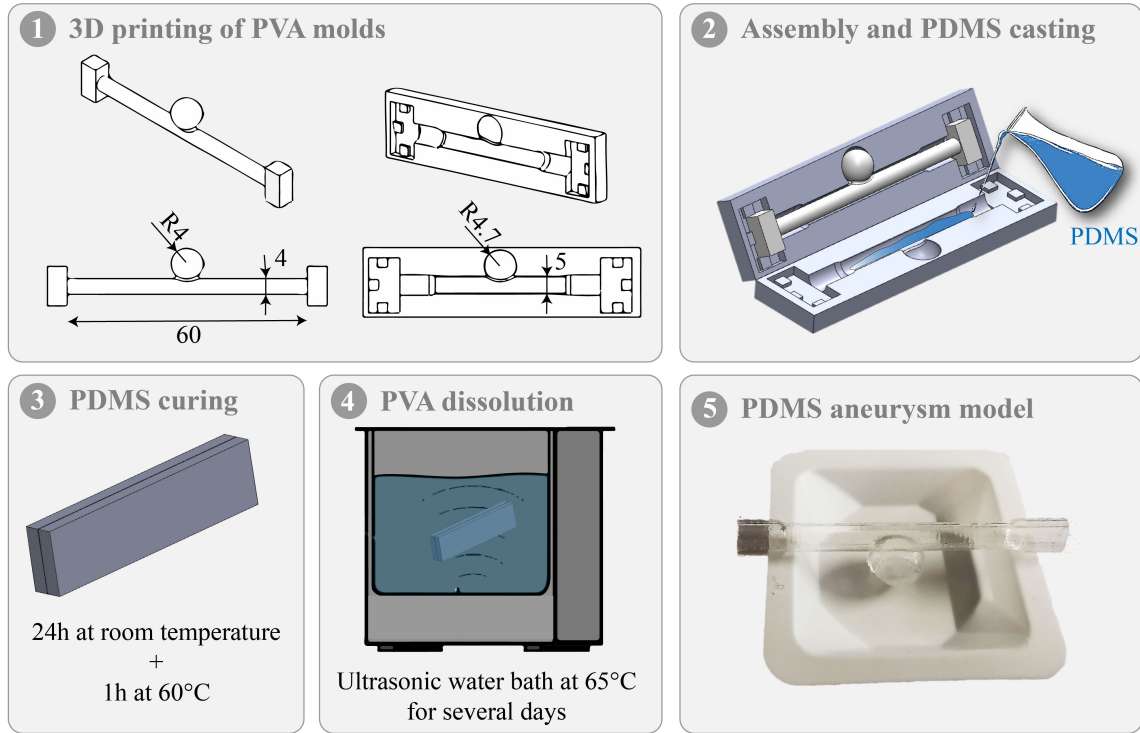 1 3D printing of PVA molds
R4
4
60
R4.7
5
2 Assembly and PDMS casting
PDMS
3 PDMS curing
24h at room temperature
+
1h at 60°C
4 PVA dissolution
Ultrasonic water bath at 65°C
for several days
5 PDMS aneurysm model